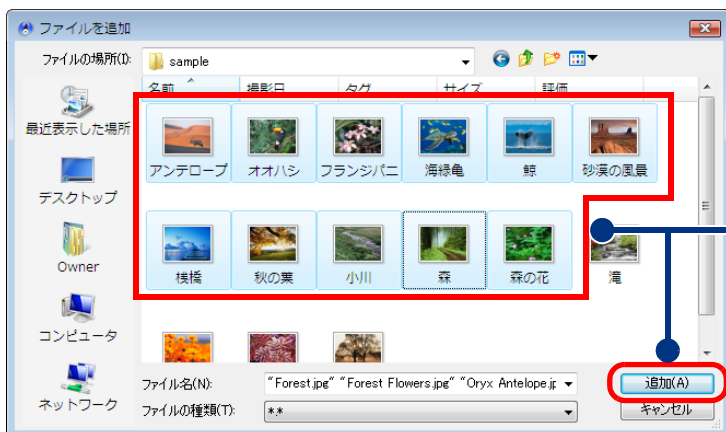 ファイルを追加
ファイルの場所(I):
sample
名前 撮影日 タグ サイズ 評価
最近表示した場所
デスクトップ
Owner
コンピュータ
ネットワーク
アンテロープ オオハシ フランジパニ 海緑亀 鯨 砂漠の風景
桟橋 秋の葉 小川 森 森の花 滝
ファイル名(N):
"Forest.jpg" "Forest Flowers.jpg" "Oryx Antelope.jp
追加(A)
ファイルの種類(T):
*.*
キャンセル